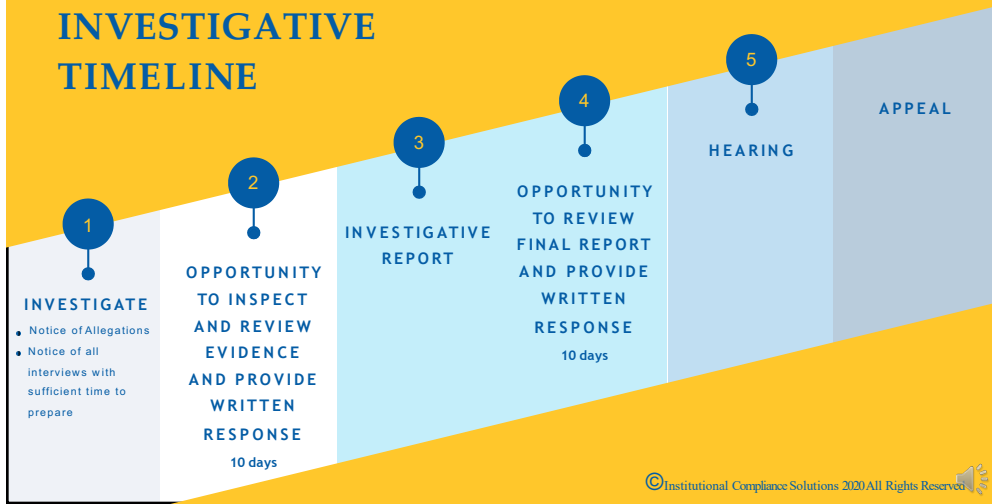 INVESTIGATIVE
TIMELINE
1
INVESTIGATE
• Notice of Allegations
• Notice of all
interviews with
sufficient time to
prepare
2
OPPORTUNITY
TO INSPECT
AND REVIEW
EVIDENCE
AND PROVIDE
WRITTEN
RESPONSE
10 days
3
INVESTIGATIVE
REPORT
4
OPPORTUNITY
TO REVIEW
FINAL REPORT
AND PROVIDE
WRITTEN
RESPONSE
10 days
5
HEARING
APPEAL
©Institutional Compliance Solutions 2020 All Rights Reserved